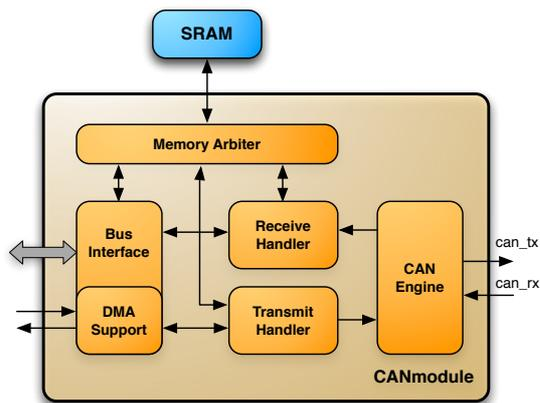 SRAM
Memory Arbiter
Bus
Interface
Receive
Handler
CAN
Engine
can_tx
can_rx
DMA
Support
Transmit
Handler
CANmodule